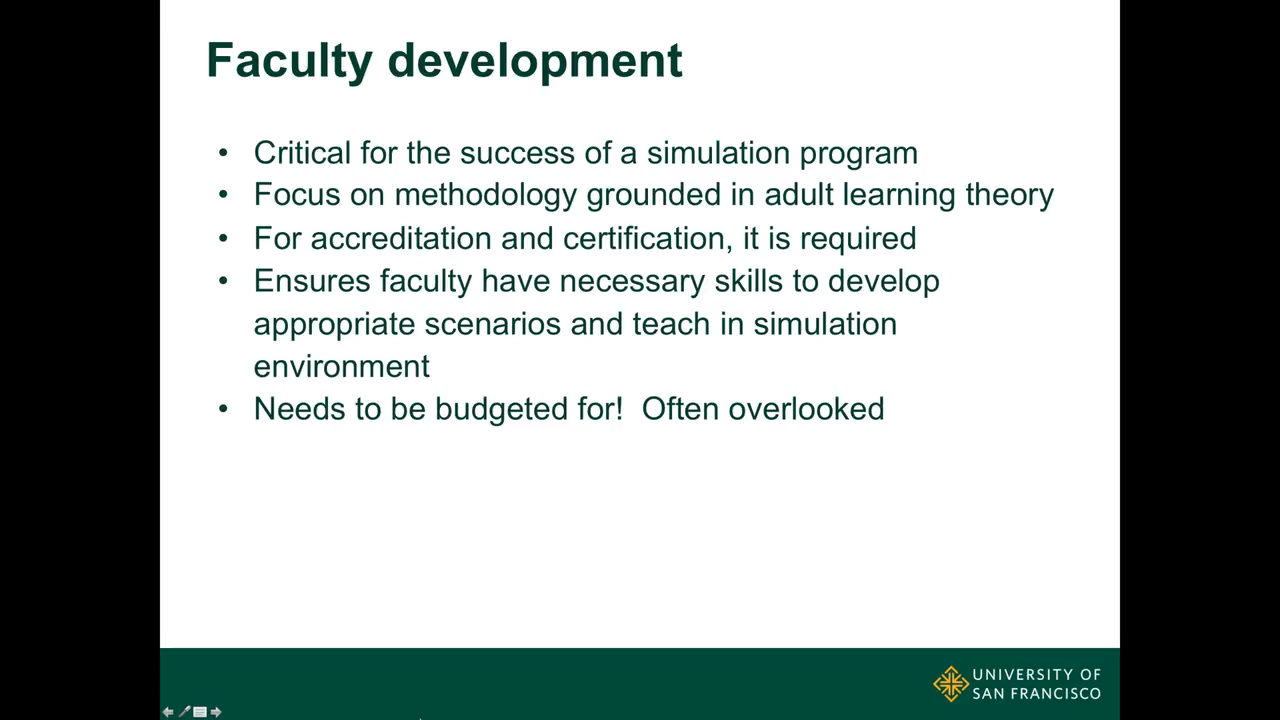 Faculty development
• Critical for the success of a simulation program
• Focus on methodology grounded in adult learning theory
• For accreditation and certification, it is required
• Ensures faculty have necessary skills to develop
appropriate scenarios and teach in simulation
environment
• Needs to be budgeted for!  Often overlooked
UNIVERSITY OF
SAN FRANCISCO